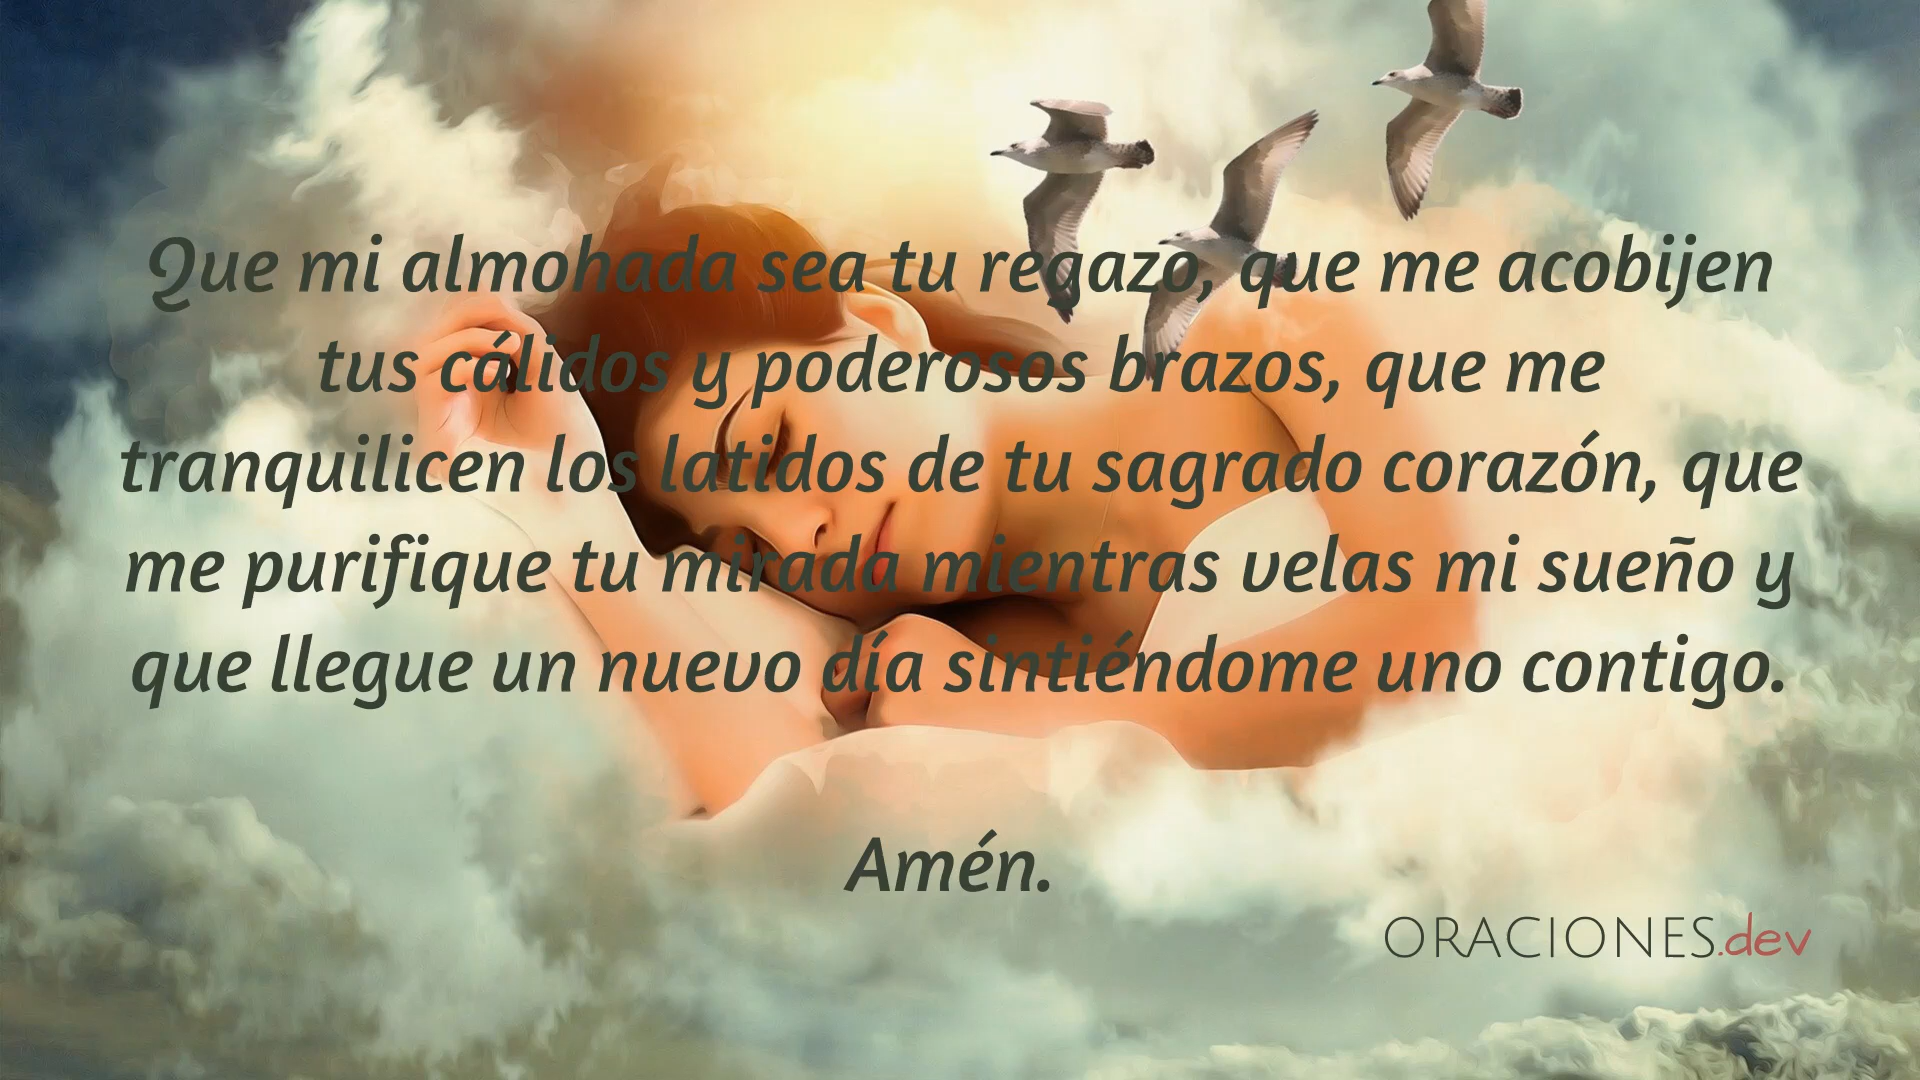 Que mi almohada sea tu regazo, que me acobijen
tus cálidos y poderosos brazos, que me
tranquilicen los latidos de tu sagrado corazón, que
me purifique tu mirada mientras velas mi sueño y
que llegue un nuevo día sintiéndome uno contigo.
Amén.
ORACIONES.dev